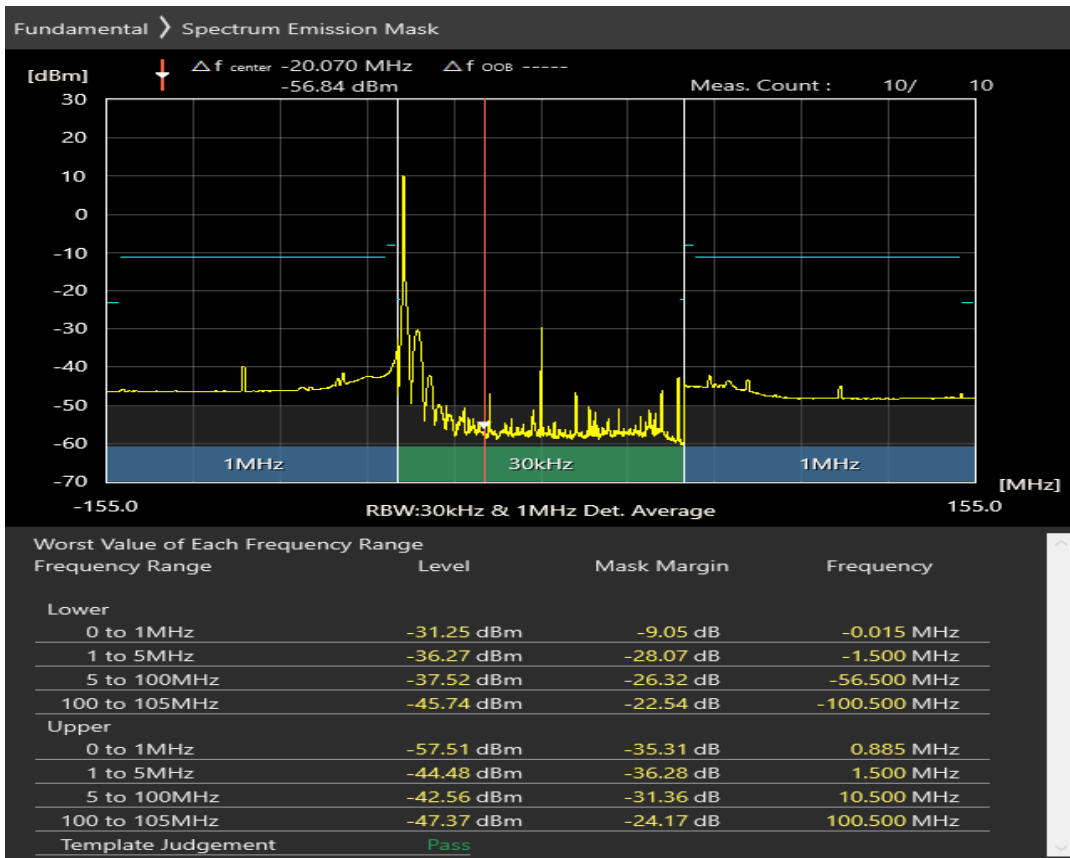 Fundamental ❯ Spectrum Emission Mask
[dBm]
△f center -20.070 MHz △f OOB -----
-56.84 dBm Meas. Count : 10/ 10
30
20
10
0
-10
-20
-30
-40
-50
-60
-70
1MHz 30kHz 1MHz
[MHz]
-155.0 RBW:30kHz & 1MHz Det. Average 155.0
Worst Value of Each Frequency Range
Frequency Range Level Mask Margin Frequency
Lower
0 to 1MHz -31.25 dBm -9.05 dB -0.015 MHz
1 to 5MHz -36.27 dBm -28.07 dB -1.500 MHz
5 to 100MHz -37.52 dBm -26.32 dB -56.500 MHz
100 to 105MHz -45.74 dBm -22.54 dB -100.500 MHz
Upper
0 to 1MHz -57.51 dBm -35.31 dB 0.885 MHz
1 to 5MHz -44.48 dBm -36.28 dB 1.500 MHz
5 to 100MHz -42.56 dBm -31.36 dB 10.500 MHz
100 to 105MHz -47.37 dBm -24.17 dB 100.500 MHz
Template Judgement Pass